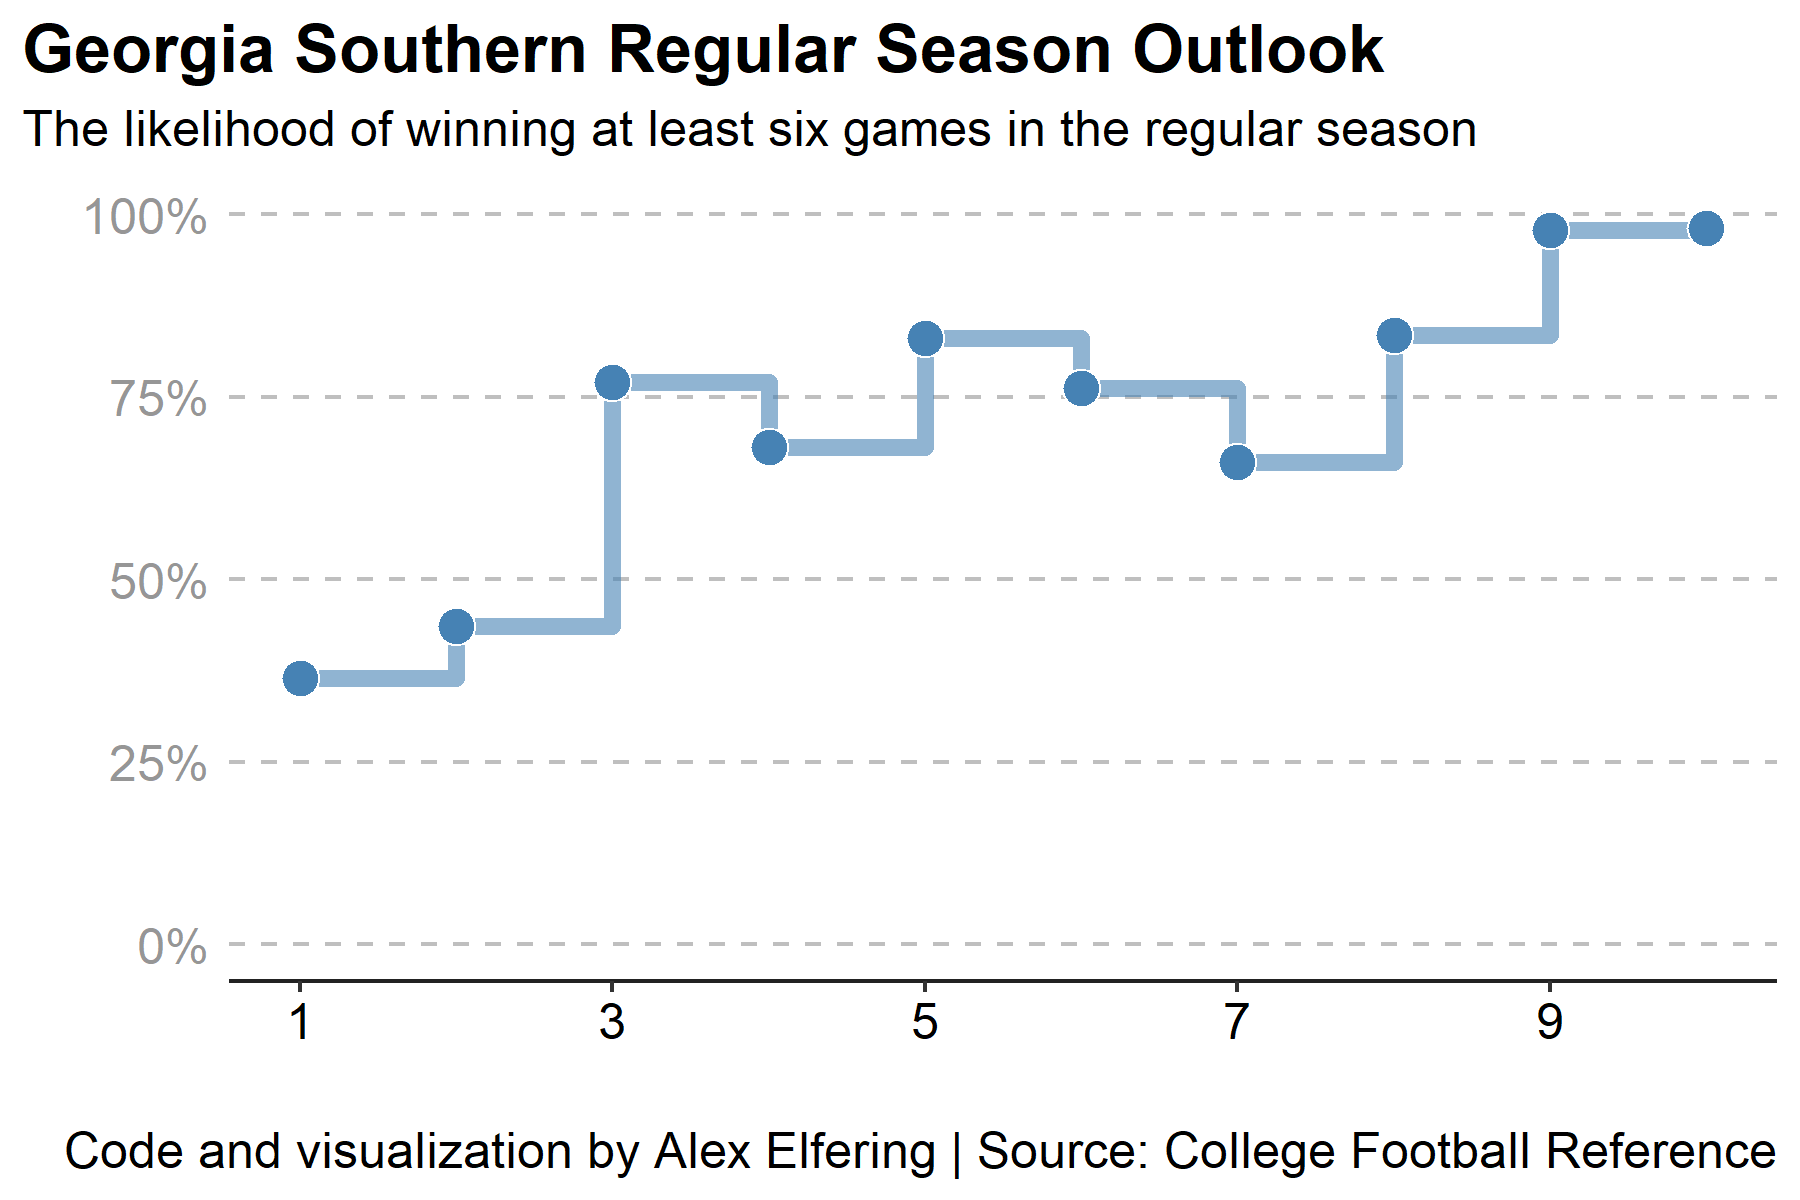 Georgia Southern Regular Season Outlook
The likelihood of winning at least six games in the regular season
100%
75%
50%
25%
0%
1 3 5 7 9
Code and visualization by Alex Elfering | Source: College Football Reference